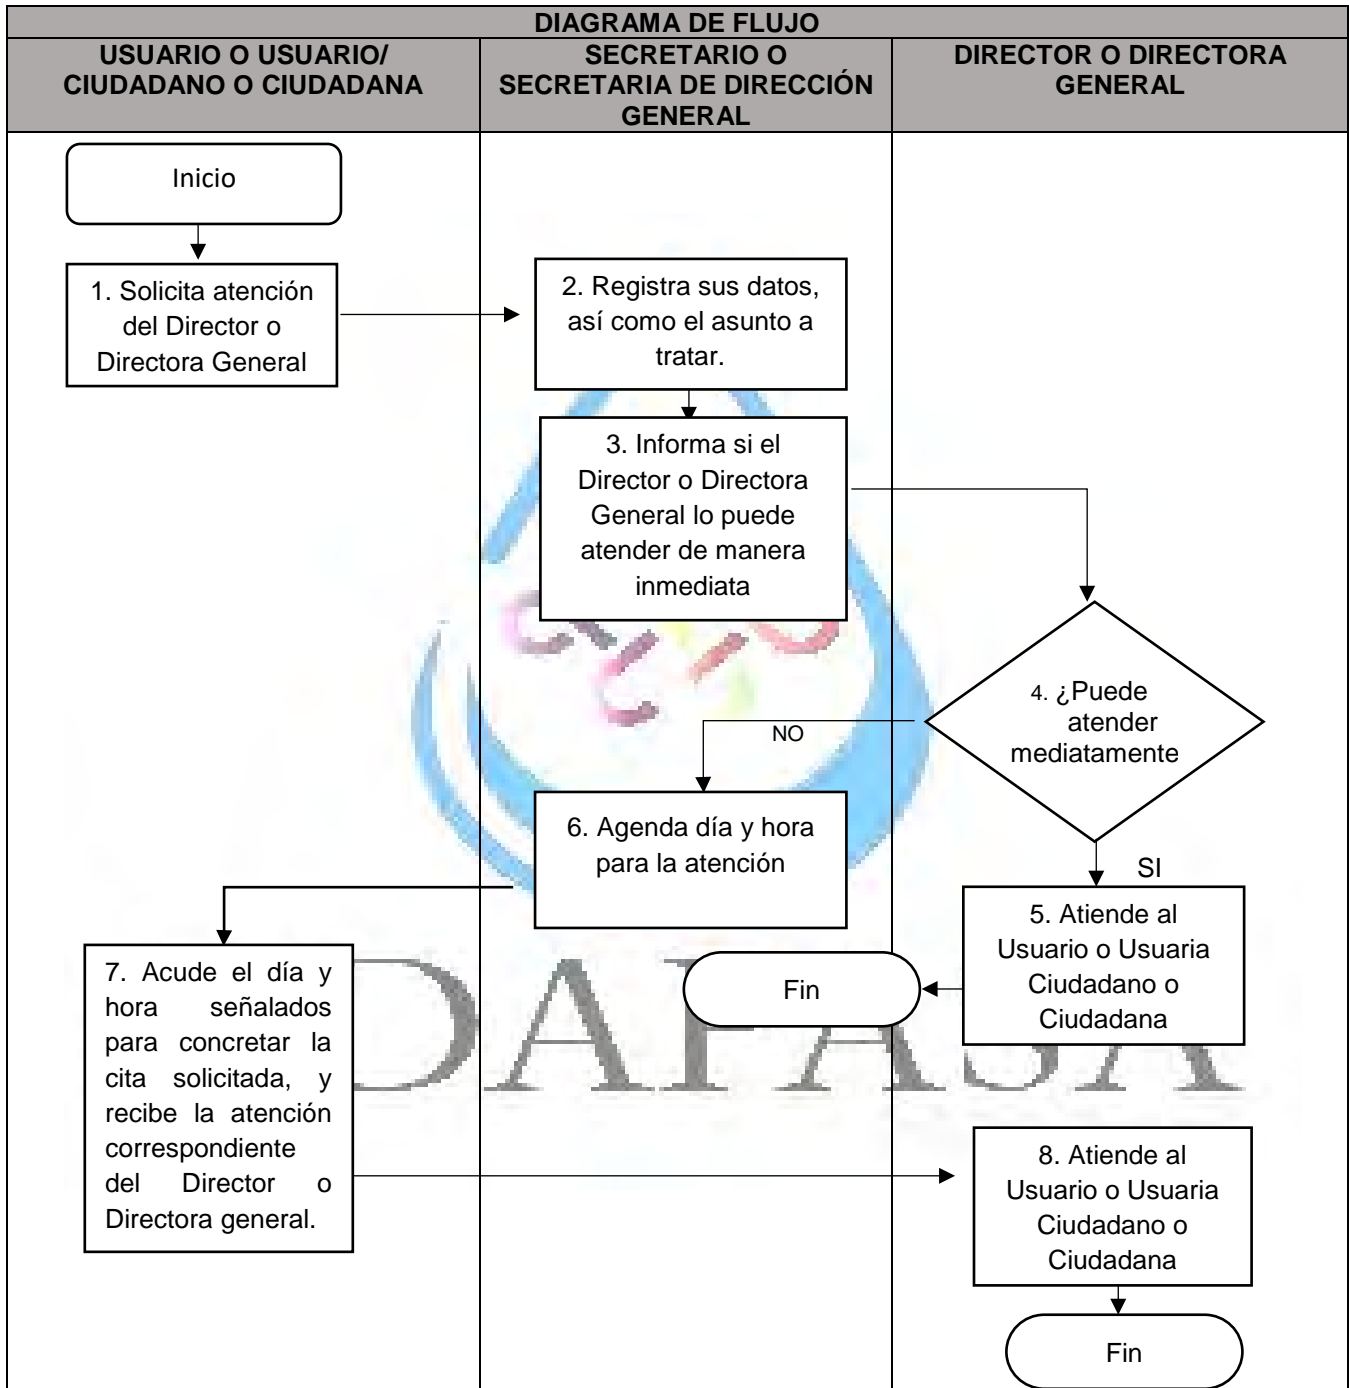 DIAGRAMA DE FLUJO
USUARIO O USUARIO/
CIUDADANO O CIUDADANA
SECRETARIO O
SECRETARIA DE DIRECCIÓN
GENERAL
DIRECTOR O DIRECTORA
GENERAL
Inicio
1. Solicita atención
del Director o
Directora General
2. Registra sus datos,
así como el asunto a
tratar.
3. Informa si el
Director o Directora
General lo puede
atender de manera
inmediata
4. ¿Puede
atender
mediatamente
NO
SI
6. Agenda día y hora
para la atención
5. Atiende al
Usuario o Usuaria
Ciudadano o
Ciudadana
Fin
7. Acude el día y
hora señalados
para concretar la
cita solicitada, y
recibe la atención
correspondiente
del Director o
Directora general.
8. Atiende al
Usuario o Usuaria
Ciudadano o
Ciudadana
Fin